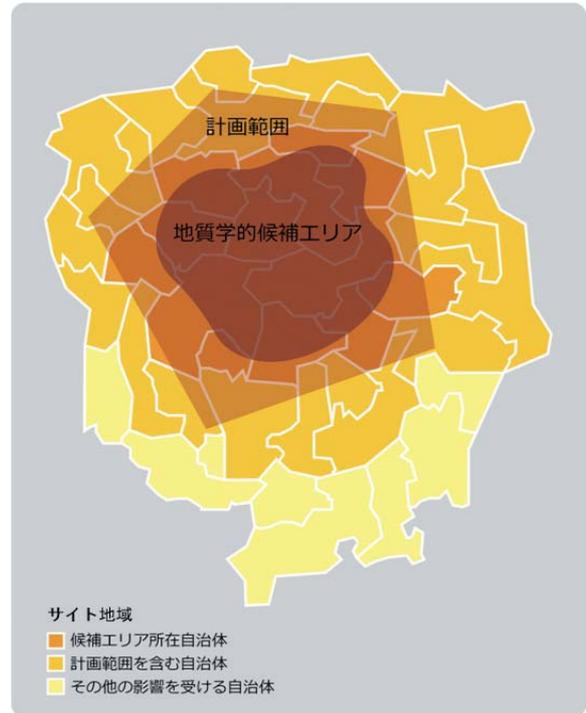 計画範囲
地質学的候補エリア
サイト地域
候補エリア所在自治体
計画範囲を含む自治体
その他の影響を受ける自治体